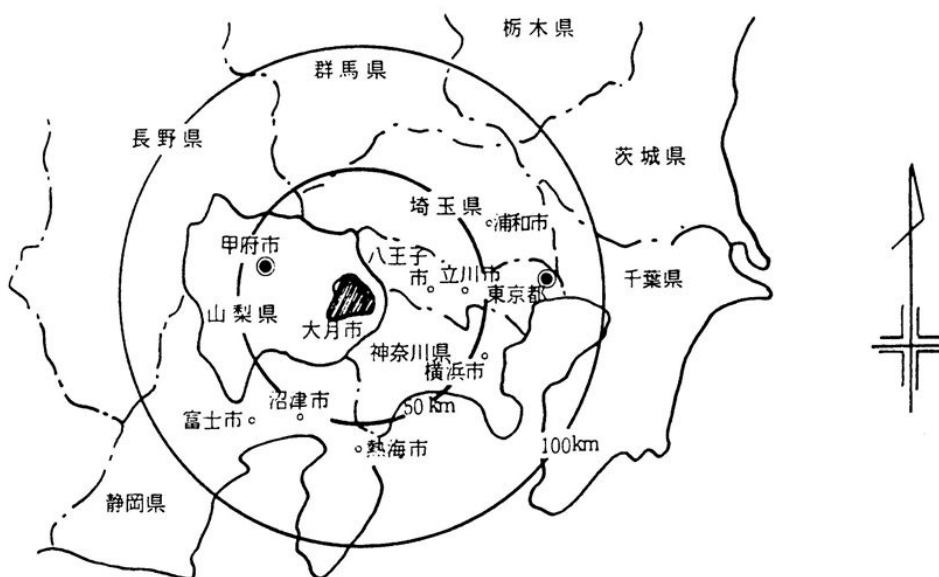 栃木県
群馬県
長野県
茨城県
埼玉県
浦和市
甲府市
八王子
市
立川市
東京都
千葉県
山梨県
大月市
神奈川県
横浜市
沼津市
50km
富士市
熱海市
100km
静岡県